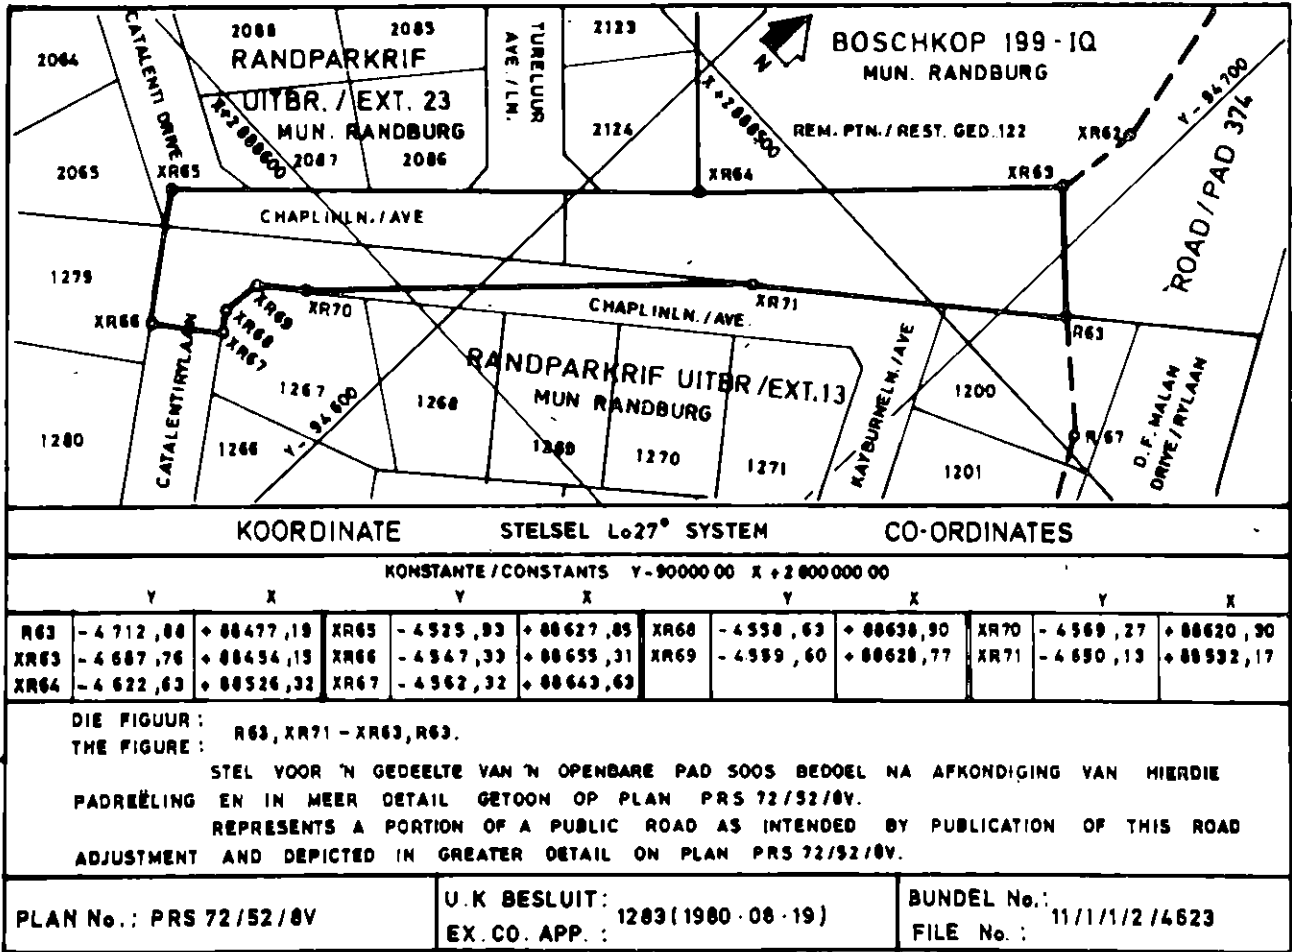 2064
CATALENTI DRIVE
2088
2085
RANDPARKRIF
UITBR. / EXT. 23
MUN. RANDBURG
2087
2086
X+2888600
TURELUUR
AVE./LN.
2123
2124
N
BOSCHKOP 199-IQ
MUN. RANDBURG
REM. PTN./REST. GED. 122
X+2888500
Y-94700
XR62
XR63
XR64
XR65
2065
ROAD/PAD 374
CHAPLINLN./AVE
1279
XR66
XR69
XR68
XR67
XR70
XR71
CHAPLINLN./AVE.
R63
RANDPARKRIF UITBR/EXT.13
MUN RANDBURG
1267
1268
1269
1270
1271
1280
CATALENTIRYLAAN
1266
Y-94600
KAYBURNELN./AVE
1200
1201
R67
D.F. MALAN
DRIVE/RYLAAN
KOORDINATE STELSEL Lo27° SYSTEM CO-ORDINATES
KONSTANTE/CONSTANTS Y-90000 00 X+2 800000 00
Y X Y X Y X Y X
R63 -4 712,88 +88477,19 XR65 -4525,93 +88627,85 XR68 -4558,63 +88638,90 XR70 -4569,27 +88620,90
XR63 -4687,76 +88454,15 XR66 -4547,33 +88655,31 XR69 -4559,60 +88628,77 XR71 -4650,13 +88532,17
XR64 -4622,63 +88526,32 XR67 -4562,32 +88643,63
DIE FIGUUR :
THE FIGURE : R63, XR71 - XR63, R63.
STEL VOOR 'N GEDEELTE VAN 'N OPENBARE PAD SOOS BEDOEL NA AFKONDIGING VAN HIERDIE
PADREËLING EN IN MEER DETAIL GETOON OP PLAN PRS 72/52/8V.
REPRESENTS A PORTION OF A PUBLIC ROAD AS INTENDED BY PUBLICATION OF THIS ROAD
ADJUSTMENT AND DEPICTED IN GREATER DETAIL ON PLAN PRS 72/52/8V.
PLAN No.: PRS 72/52/8V
U.K BESLUIT :
EX. CO. APP. : 1283(1980·08·19)
BUNDEL No. :
FILE No. : 11/1/1/2/4623